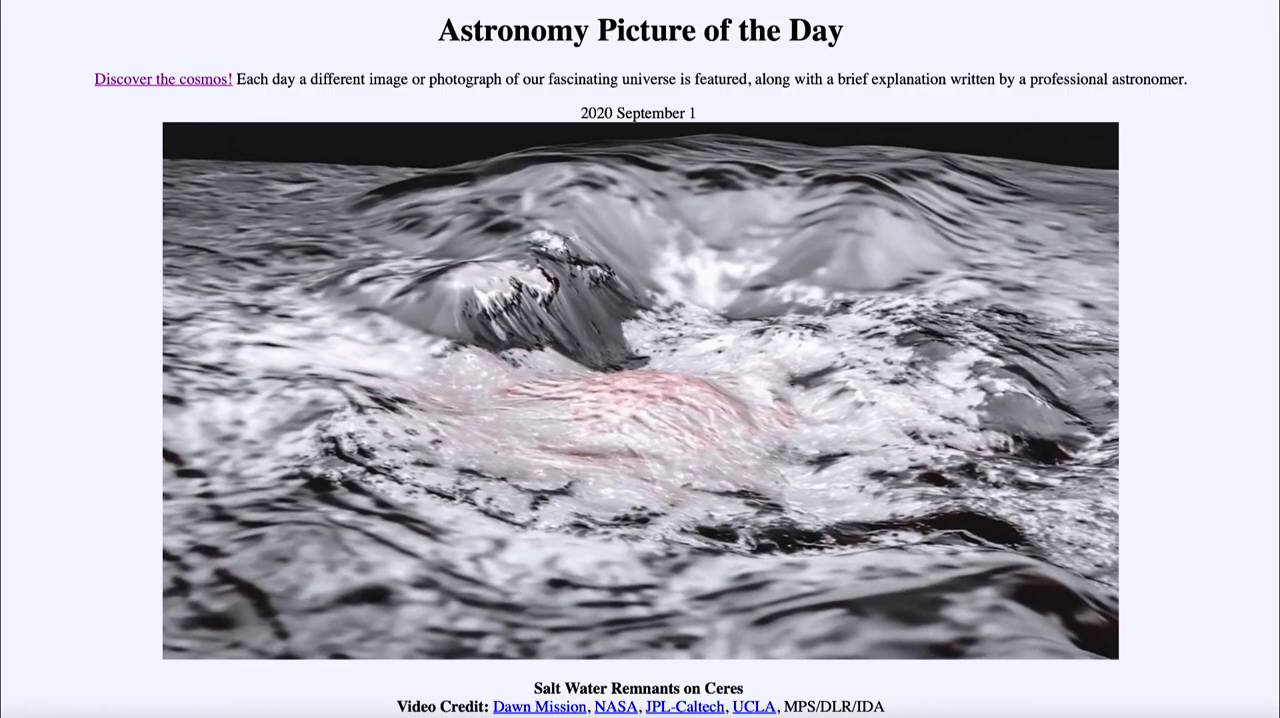 Astronomy Picture of the Day
Discover the cosmos! Each day a different image or photograph of our fascinating universe is featured, along with a brief explanation written by a professional astronomer.
2020 September 1
Salt Water Remnants on Ceres
Video Credit: Dawn Mission, NASA, JPL-Caltech, UCLA, MPS/DLR/IDA